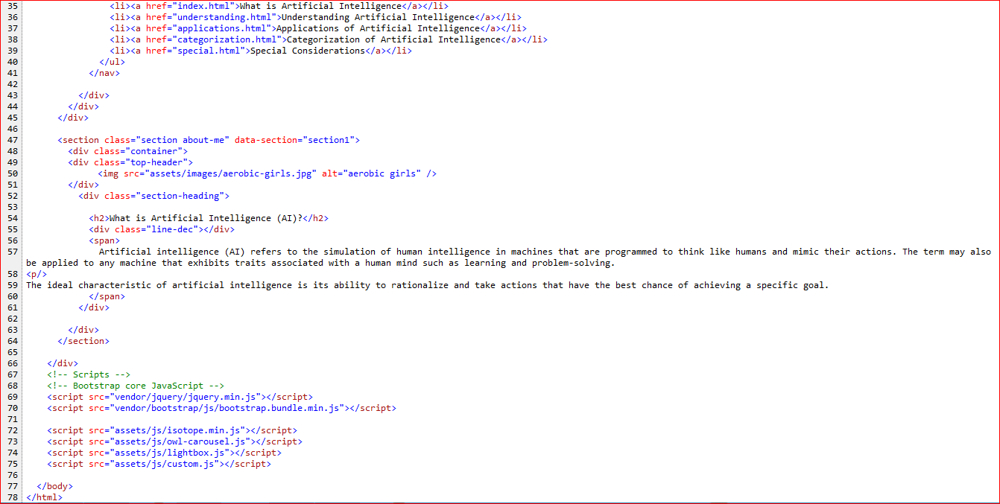 35 <li><a href="index.html">What is Artificial Intelligence</a></li>
36 <li><a href="understanding.html">Understanding Artificial Intelligence</a></li>
37 <li><a href="applications.html">Applications of Artificial Intelligence</a></li>
38 <li><a href="categorization.html">Categorization of Artificial Intelligence</a></li>
39 <li><a href="special.html">Special Considerations</a></li>
40 </ul>
41 </nav>
42
43 </div>
44 </div>
45 </div>
46
47 <section class="section about-me" data-section="section1">
48 <div class="container">
49 <div class="top-header">
50 <img src="assets/images/aerobic-girls.jpg" alt="aerobic girls" />
51 </div>
52 <div class="section-heading">
53
54 <h2>What is Artificial Intelligence (AI)?</h2>
55 <div class="line-dec"></div>
56 <span>
57 Artificial intelligence (AI) refers to the simulation of human intelligence in machines that are programmed to think like humans and mimic their actions. The term may also
be applied to any machine that exhibits traits associated with a human mind such as learning and problem-solving.
58 <p/>
59 The ideal characteristic of artificial intelligence is its ability to rationalize and take actions that have the best chance of achieving a specific goal.
60 </span>
61 </div>
62
63 </div>
64 </section>
65
66 </div>
67 <!-- Scripts -->
68 <!-- Bootstrap core JavaScript -->
69 <script src="vendor/jquery/jquery.min.js"></script>
70 <script src="vendor/bootstrap/js/bootstrap.bundle.min.js"></script>
71
72 <script src="assets/js/isotope.min.js"></script>
73 <script src="assets/js/owl-carousel.js"></script>
74 <script src="assets/js/lightbox.js"></script>
75 <script src="assets/js/custom.js"></script>
76
77 </body>
78 </html>